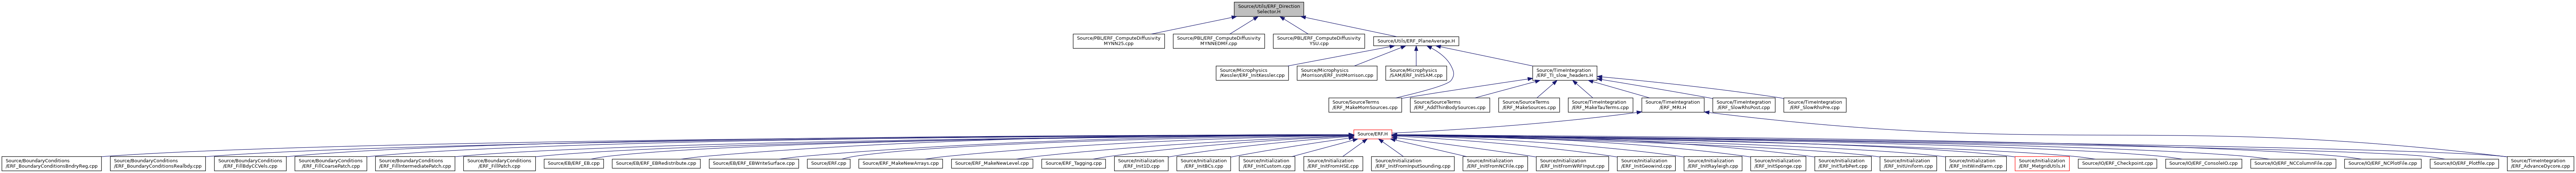 Source/Utils/ERF_Direction
Selector.H
Source/PBL/ERF_ComputeDiffusivity
MYNN25.cpp
Source/PBL/ERF_ComputeDiffusivity
MYNNEDMF.cpp
Source/PBL/ERF_ComputeDiffusivity
YSU.cpp
Source/Utils/ERF_PlaneAverage.H
Source/Microphysics
/Kessler/ERF_InitKessler.cpp
Source/Microphysics
/Morrison/ERF_InitMorrison.cpp
Source/Microphysics
/SAM/ERF_InitSAM.cpp
Source/TimeIntegration
/ERF_TI_slow_headers.H
Source/SourceTerms
/ERF_MakeMomSources.cpp
Source/SourceTerms
/ERF_AddThinBodySources.cpp
Source/SourceTerms
/ERF_MakeSources.cpp
Source/TimeIntegration
/ERF_MakeTauTerms.cpp
Source/TimeIntegration
/ERF_MRI.H
Source/TimeIntegration
/ERF_SlowRhsPost.cpp
Source/TimeIntegration
/ERF_SlowRhsPre.cpp
Source/ERF.H
Source/BoundaryConditions
/ERF_BoundaryConditionsBndryReg.cpp
Source/BoundaryConditions
/ERF_BoundaryConditionsRealbdy.cpp
Source/BoundaryConditions
/ERF_FillBdyCCVels.cpp
Source/BoundaryConditions
/ERF_FillCoarsePatch.cpp
Source/BoundaryConditions
/ERF_FillIntermediatePatch.cpp
Source/BoundaryConditions
/ERF_FillPatch.cpp
Source/EB/ERF_EB.cpp
Source/EB/ERF_EBRedistribute.cpp
Source/EB/ERF_EBWriteSurface.cpp
Source/ERF.cpp
Source/ERF_MakeNewArrays.cpp
Source/ERF_MakeNewLevel.cpp
Source/ERF_Tagging.cpp
Source/Initialization
/ERF_Init1D.cpp
Source/Initialization
/ERF_InitBCs.cpp
Source/Initialization
/ERF_InitCustom.cpp
Source/Initialization
/ERF_InitFromHSE.cpp
Source/Initialization
/ERF_InitFromInputSounding.cpp
Source/Initialization
/ERF_InitFromNCFile.cpp
Source/Initialization
/ERF_InitFromWRFInput.cpp
Source/Initialization
/ERF_InitGeowind.cpp
Source/Initialization
/ERF_InitRayleigh.cpp
Source/Initialization
/ERF_InitSponge.cpp
Source/Initialization
/ERF_InitTurbPert.cpp
Source/Initialization
/ERF_InitUniform.cpp
Source/Initialization
/ERF_InitWindFarm.cpp
Source/Initialization
/ERF_MetgridUtils.H
Source/IO/ERF_Checkpoint.cpp
Source/IO/ERF_ConsoleIO.cpp
Source/IO/ERF_NCColumnFile.cpp
Source/IO/ERF_NCPlotFile.cpp
Source/IO/ERF_Plotfile.cpp
Source/TimeIntegration
/ERF_AdvanceDycore.cpp